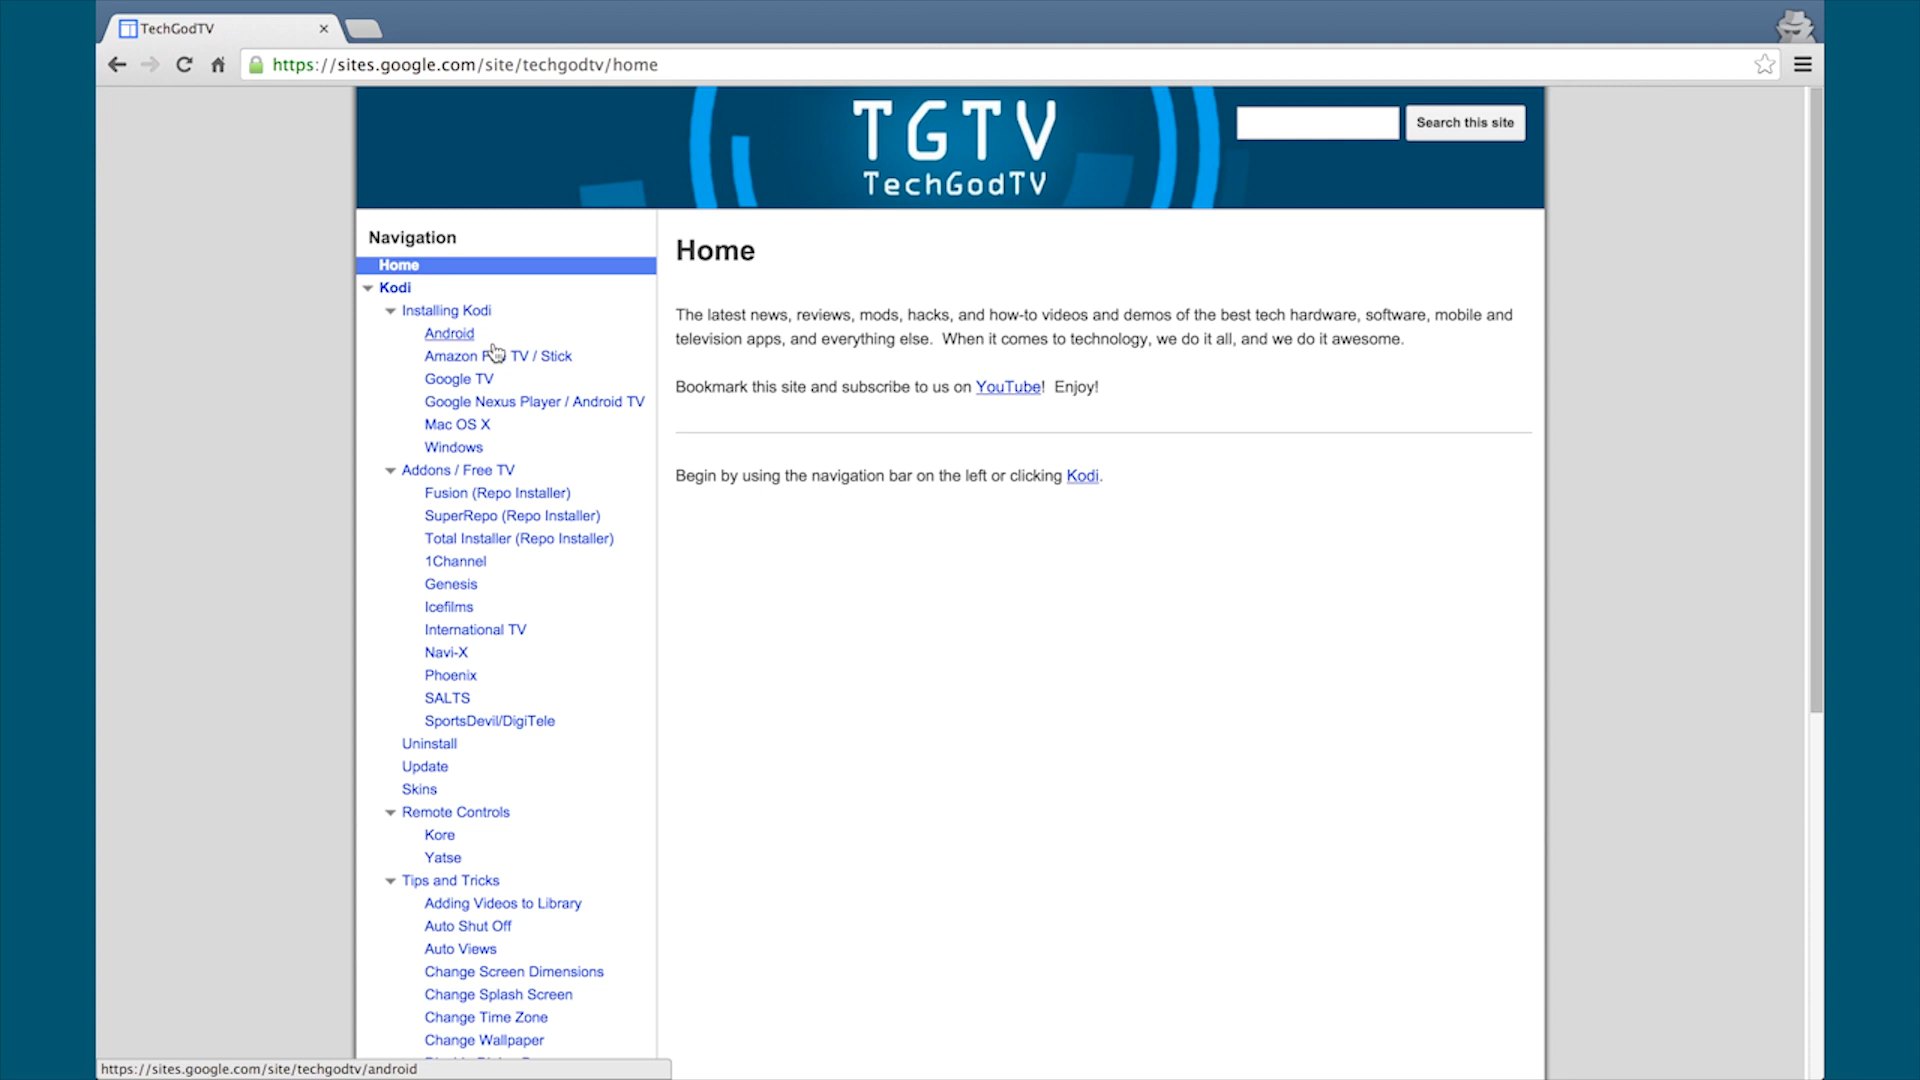 TechGodTV
https://sites.google.com/site/techgodtv/home
TGTV
TechGodTV
Search this site
Navigation
Home
Kodi
Installing Kodi
Android
Amazon F TV / Stick
Google TV
Google Nexus Player / Android TV
Mac OS X
Windows
Addons / Free TV
Fusion (Repo Installer)
SuperRepo (Repo Installer)
Total Installer (Repo Installer)
1Channel
Genesis
Icefilms
International TV
Navi-X
Phoenix
SALTS
SportsDevil/DigiTele
Uninstall
Update
Skins
Remote Controls
Kore
Yatse
Tips and Tricks
Adding Videos to Library
Auto Shut Off
Auto Views
Change Screen Dimensions
Change Splash Screen
Change Time Zone
Change Wallpaper
Home
The latest news, reviews, mods, hacks, and how-to videos and demos of the best tech hardware, software, mobile and
television apps, and everything else. When it comes to technology, we do it all, and we do it awesome.
Bookmark this site and subscribe to us on YouTube! Enjoy!
Begin by using the navigation bar on the left or clicking Kodi.
https://sites.google.com/site/techgodtv/android